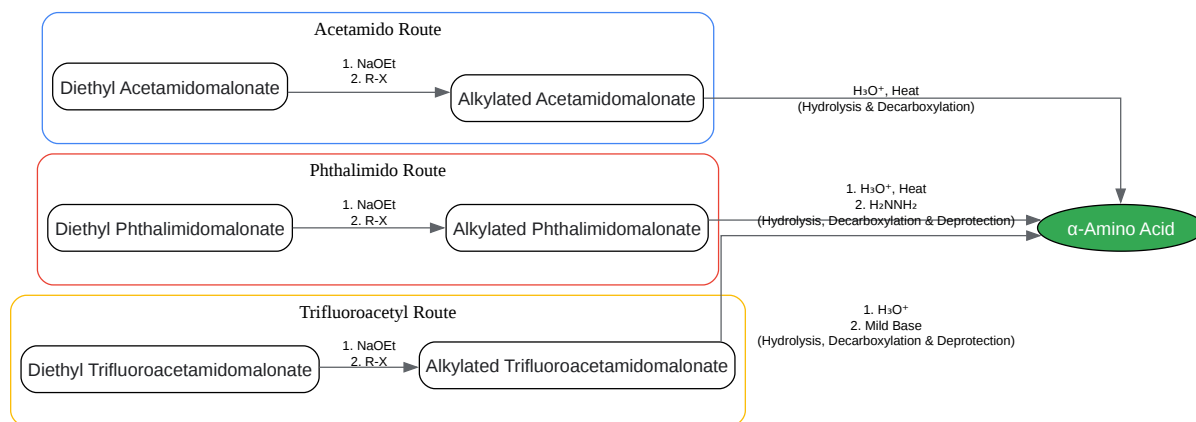 Acetamido Route
Diethyl Acetamidomalonate
1. NaOEt
2. R-X
Alkylated Acetamidomalonate
H₃O⁺, Heat
(Hydrolysis & Decarboxylation)
Phthalimido Route
Diethyl Phthalimidomalonate
1. NaOEt
2. R-X
Alkylated Phthalimidomalonate
1. H₃O⁺, Heat
2. H₂NNH₂
(Hydrolysis, Decarboxylation & Deprotection)
α-Amino Acid
Trifluoroacetyl Route
Diethyl Trifluoroacetamidomalonate
1. NaOEt
2. R-X
Alkylated Trifluoroacetamidomalonate
1. H₃O⁺
2. Mild Base
(Hydrolysis, Decarboxylation & Deprotection)